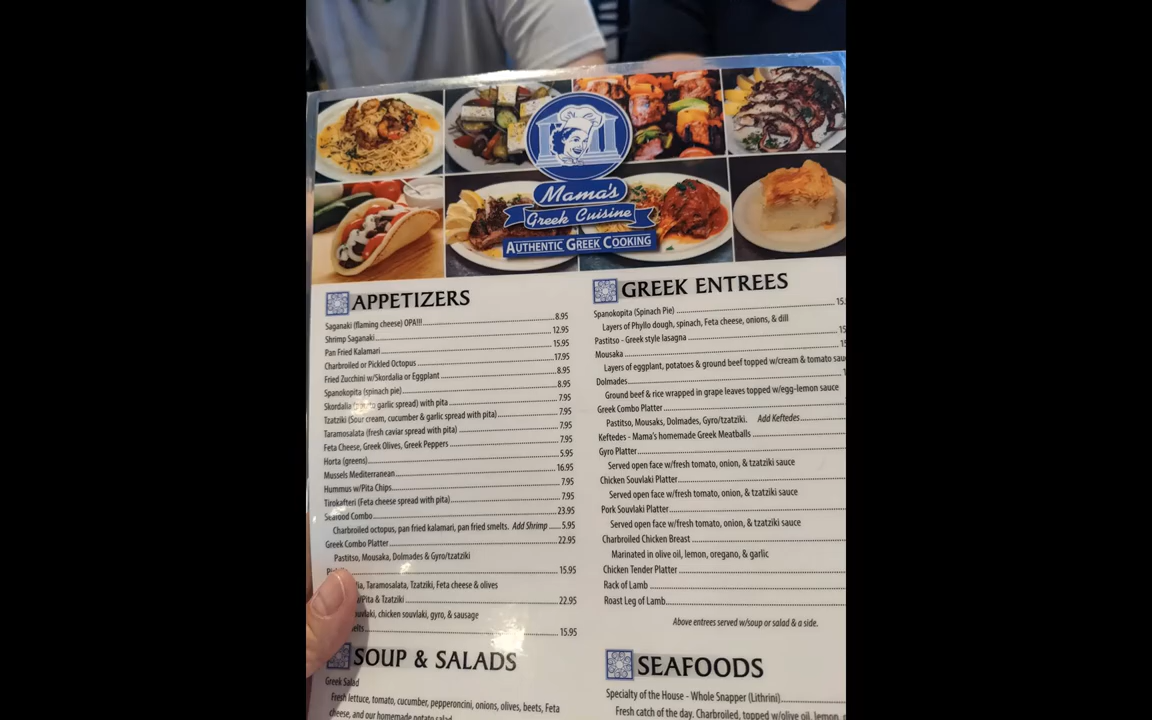 Mama's
Greek Cuisine
AUTHENTIC GREEK COOKING
APPETIZERS
Saganaki (flaming cheese) OPA!!! 8.95
Shrimp Saganaki 12.95
Pan Fried Kalamari 15.95
Charbroiled or Pickled Octopus 17.95
Fried Zucchini w/Skordalia or Eggplant 8.95
Spanokopita (spinach pie) 8.95
Skordalia garlic spread) with pita 7.95
Tzatziki (Sour cream, cucumber & garlic spread with pita) 7.95
Taramosalata (fresh caviar spread with pita) 7.95
Feta Cheese, Greek Olives, Greek Peppers 7.95
Horta (greens) 5.95
Mussels Mediterranean 16.95
Hummus w/Pita Chips 7.95
Tirokafteri (Feta cheese spread with pita) 7.95
Seafood Combo 23.95
Charbroiled octopus, pan fried kalamari, pan fried smelts. Add Shrimp 5.95
Greek Combo Platter 22.95
Pastitso, Mousaka, Dolmades & Gyro/tzatziki
15.95
Taramosalata, Tzatziki, Feta cheese & olives
/Pita & Tzatziki 22.95
chicken souvlaki, gyro, & sausage
15.95
SOUP & SALADS
Greek Salad
Fresh lettuce, tomato, cucumber, pepperoncini, onions, olives, beets, Feta
cheese, and our homemade potato salad
GREEK ENTREES
Spanokopita (Spinach Pie) 15.
Layers of Phyllo dough, spinach, Feta cheese, onions, & dill
Pastitso - Greek style lasagna 15
Mousaka 15
Layers of eggplant, potatoes & ground beef topped w/cream & tomato sau
Dolmades
Ground beef & rice wrapped in grape leaves topped w/egg-lemon sauce
Greek Combo Platter
Pastitso, Mousaks, Dolmades, Gyro/tzatziki. Add Keftedes
Keftedes - Mama's homemade Greek Meatballs
Gyro Platter
Served open face w/fresh tomato, onion, & tzatziki sauce
Chicken Souvlaki Platter
Served open face w/fresh tomato, onion, & tzatziki sauce
Pork Souvlaki Platter
Served open face w/fresh tomato, onion, & tzatziki sauce
Charbroiled Chicken Breast
Marinated in olive oil, lemon, oregano, & garlic
Chicken Tender Platter
Rack of Lamb
Roast Leg of Lamb
Above entrees served w/soup or salad & a side.
SEAFOODS
Specialty of the House - Whole Snapper (Lithrini)
Fresh catch of the day. Charbroiled, topped w/olive oil, lemon,